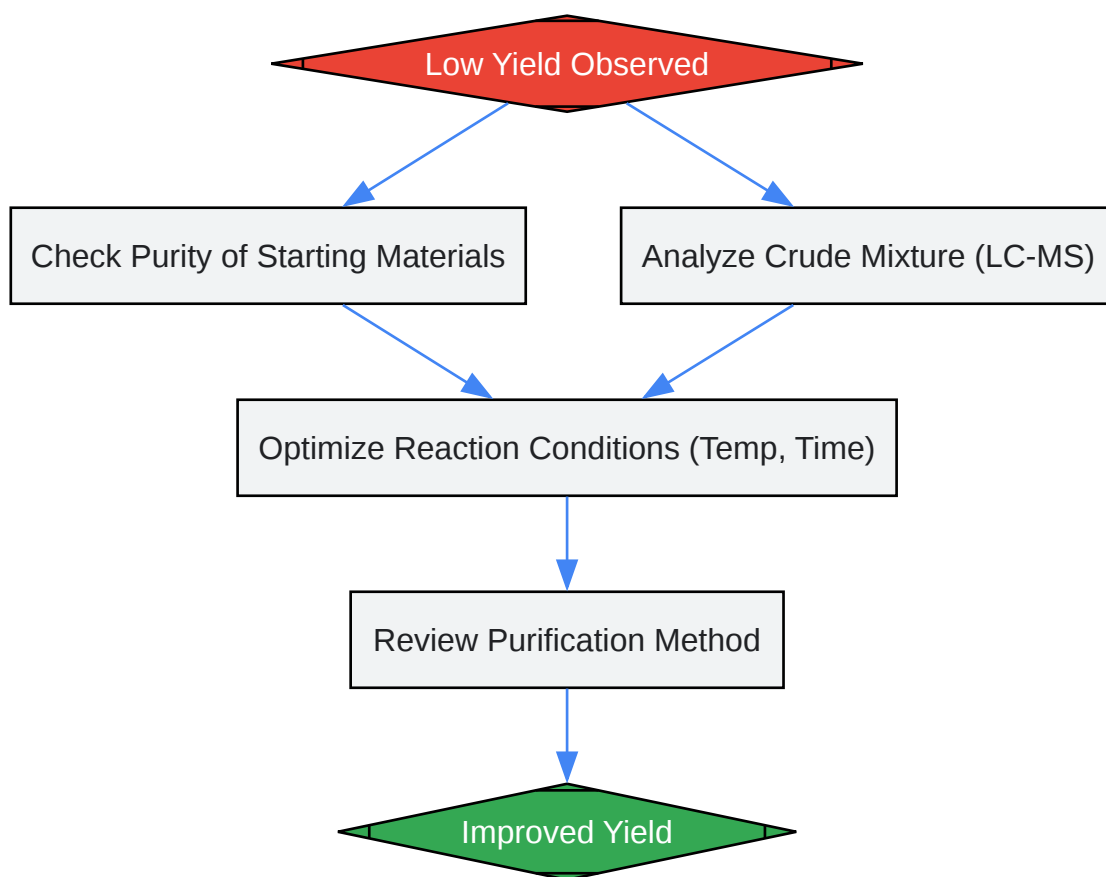 Low Yield Observed
Check Purity of Starting Materials
Analyze Crude Mixture (LC-MS)
Optimize Reaction Conditions (Temp, Time)
Review Purification Method
Improved Yield